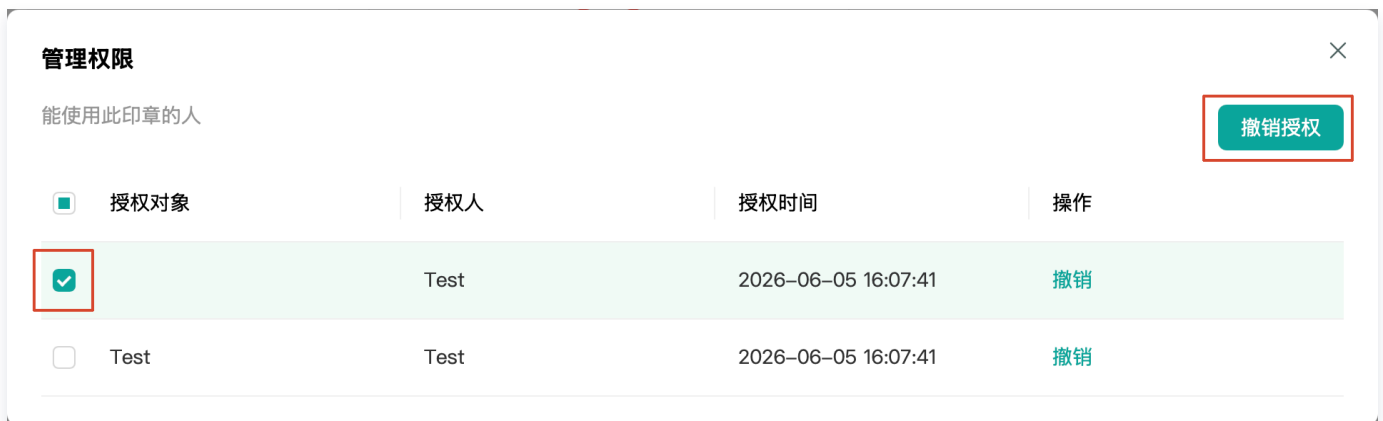 管理权限
能使用此印章的人
撤销授权
授权对象 授权人 授权时间 操作
Test 2026-06-05 16:07:41 撤销
Test Test 2026-06-05 16:07:41 撤销